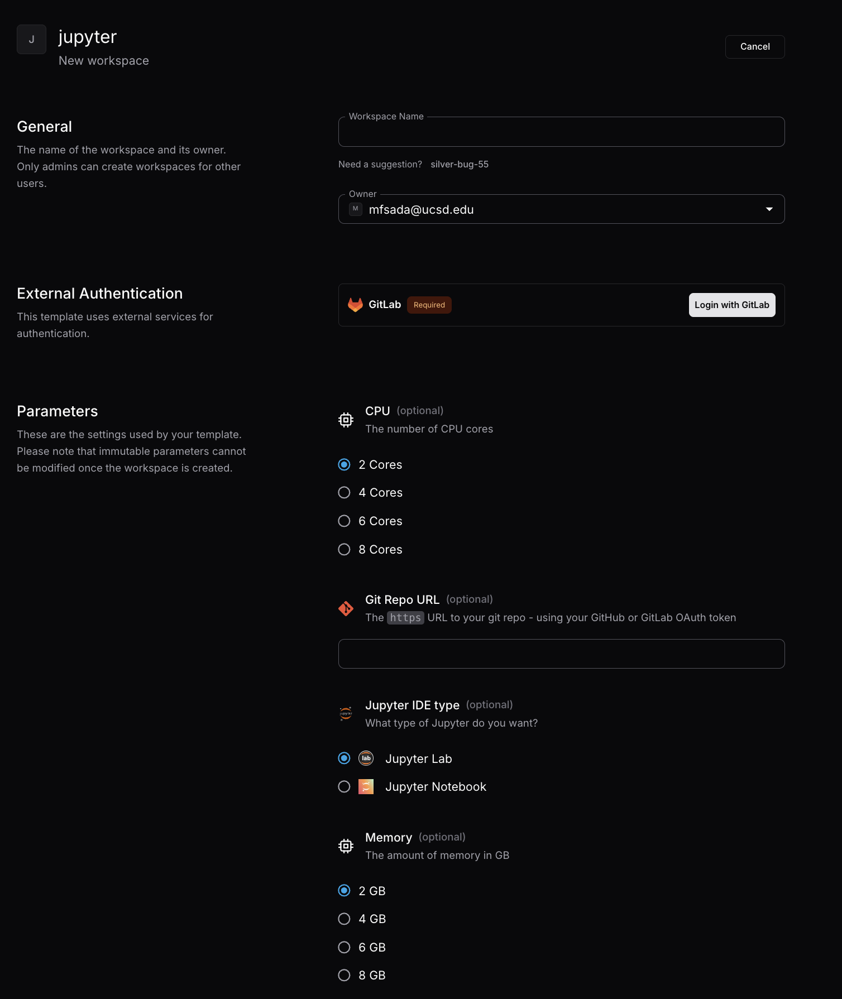 J
jupyter
New workspace
Cancel
General
The name of the workspace and its owner.
Only admins can create workspaces for other
users.
Workspace Name
Need a suggestion? silver-bug-55
Owner
M mfsada@ucsd.edu
External Authentication
This template uses external services for
authentication.
GitLab Required Login with GitLab
Parameters
These are the settings used by your template.
Please note that immutable parameters cannot
be modified once the workspace is created.
CPU (optional)
The number of CPU cores
2 Cores
4 Cores
6 Cores
8 Cores
Git Repo URL (optional)
The https URL to your git repo - using your GitHub or GitLab OAuth token
jupyter
Jupyter IDE type (optional)
What type of Jupyter do you want?
lab Jupyter Lab
Jupyter Notebook
Memory (optional)
The amount of memory in GB
2 GB
4 GB
6 GB
8 GB